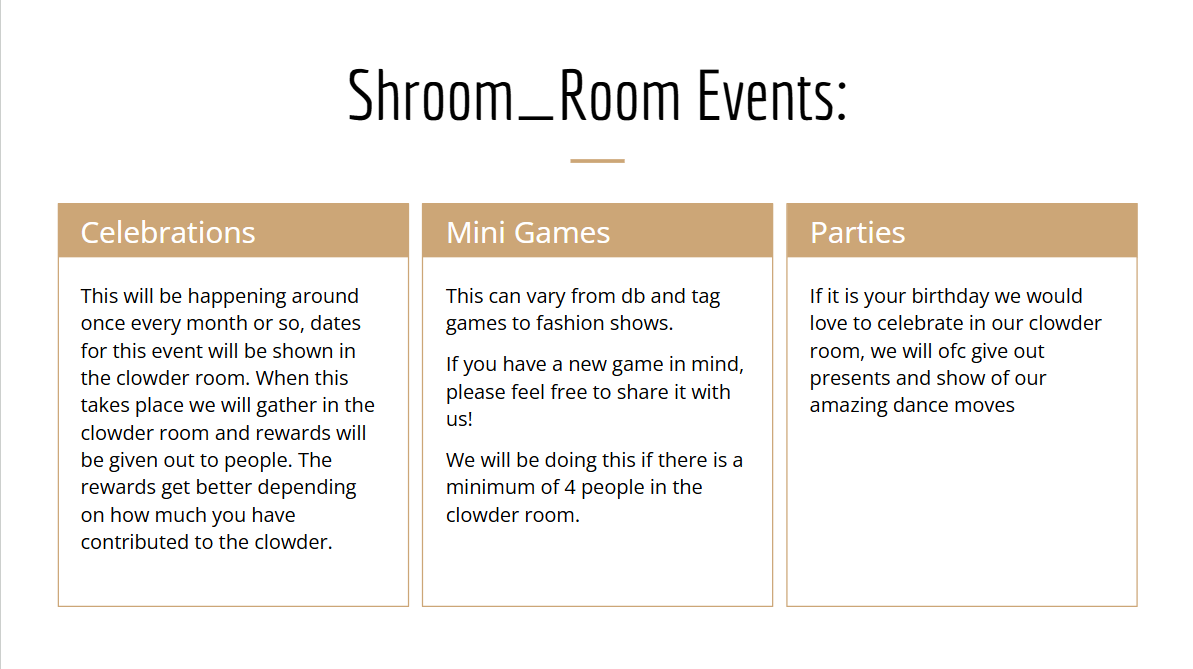 Shroom_Room Events:
Celebrations
This will be happening around
once every month or so, dates
for this event will be shown in
the clowder room. When this
takes place we will gather in the
clowder room and rewards will
be given out to people. The
rewards get better depending
on how much you have
contributed to the clowder.
Mini Games
This can vary from db and tag
games to fashion shows.
If you have a new game in mind,
please feel free to share it with
us!
We will be doing this if there is a
minimum of 4 people in the
clowder room.
Parties
If it is your birthday we would
love to celebrate in our clowder
room, we will ofc give out
presents and show of our
amazing dance moves